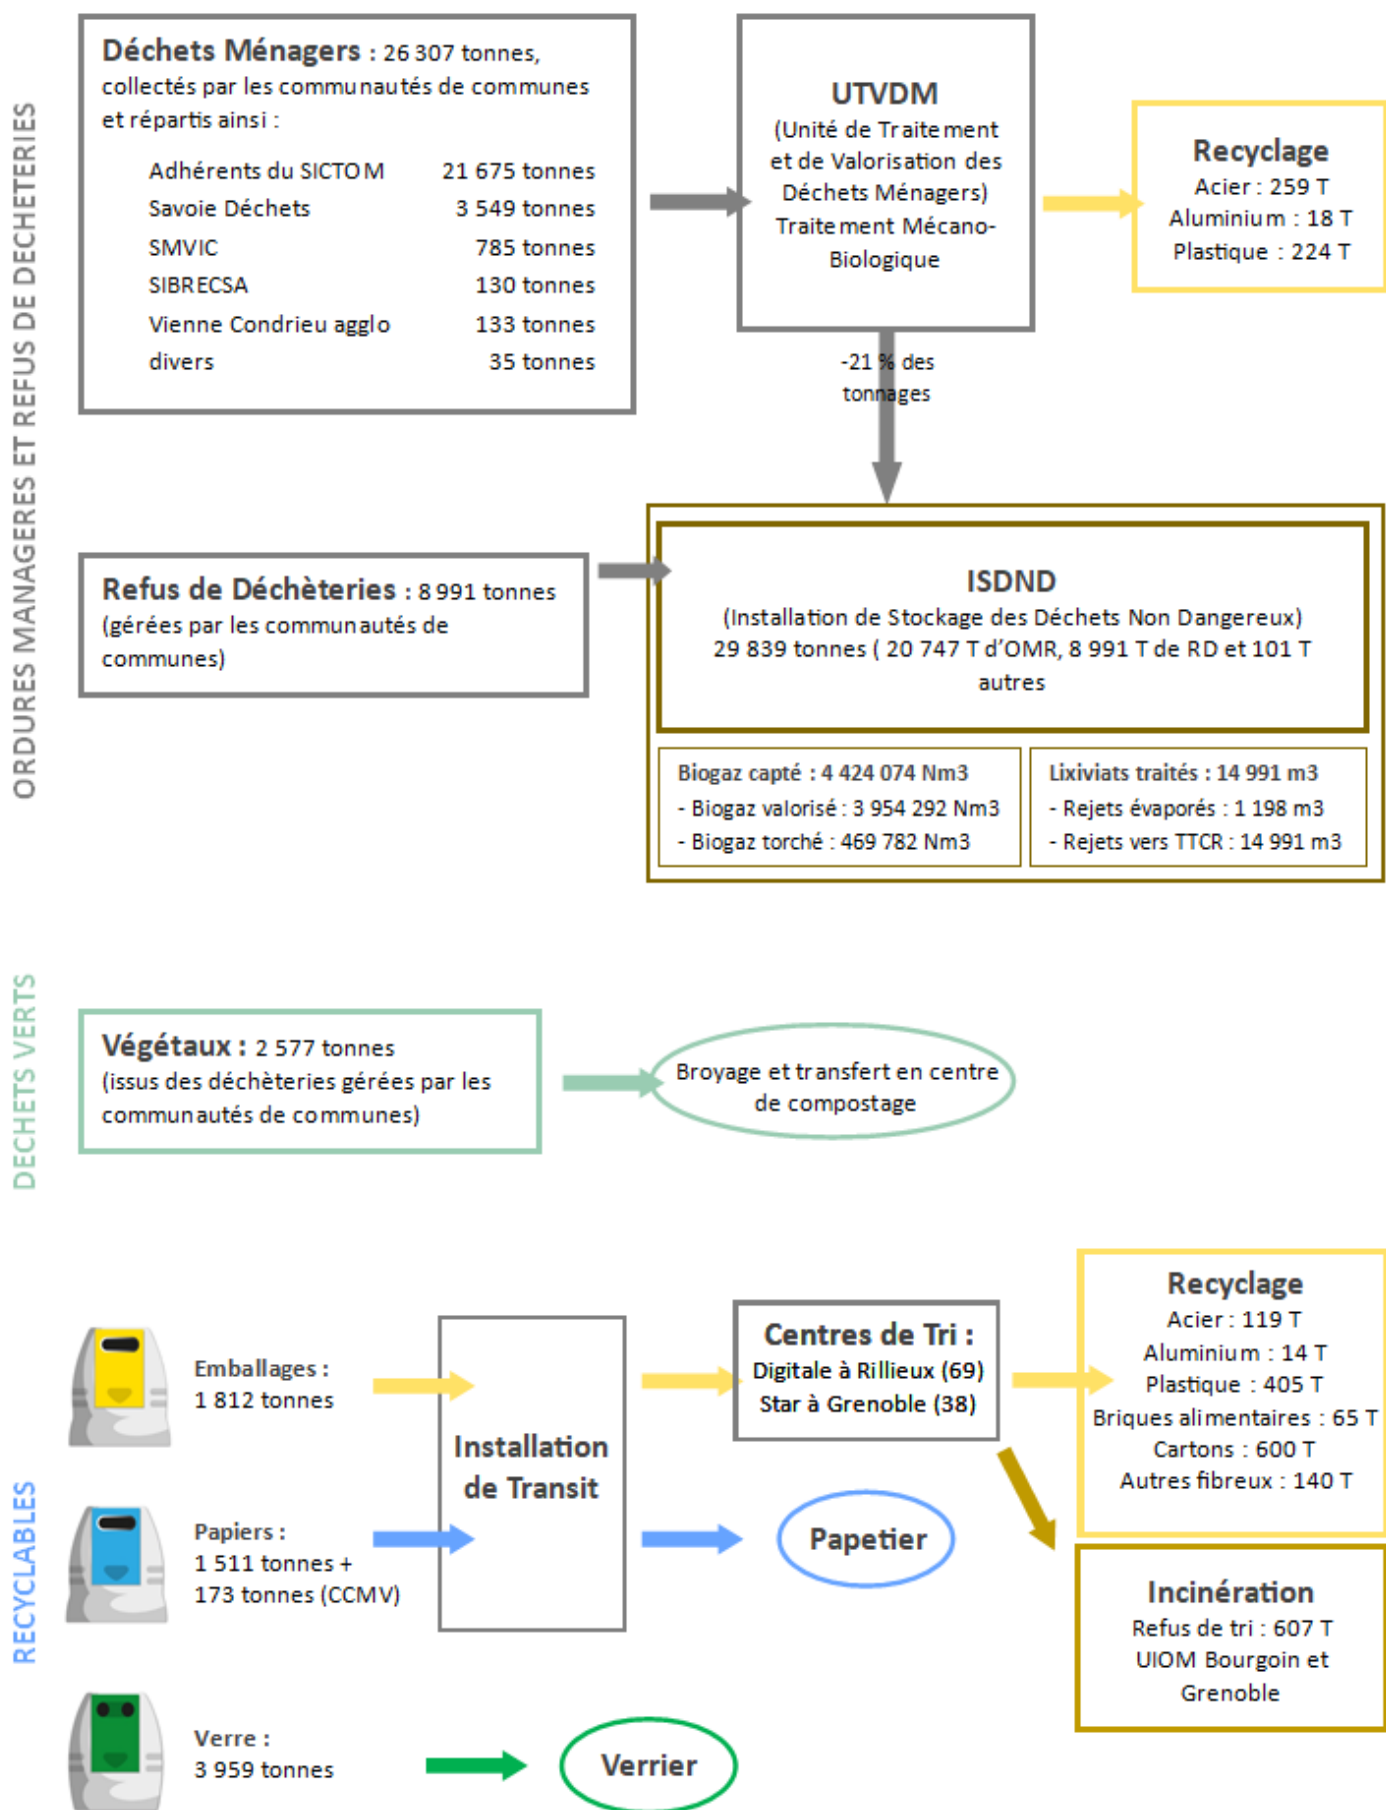 ORDURES MANAGERES ET REFUS DE DECHETERIES
Déchets Ménagers : 26 307 tonnes,
collectés par les communautés de communes
et répartis ainsi :
Adhérents du SICTOM 21 675 tonnes
Savoie Déchets 3 549 tonnes
SMVIC 785 tonnes
SIBRECSA 130 tonnes
Vienne Condrieu agglo 133 tonnes
divers 35 tonnes
UTVDM
(Unité de Traitement
et de Valorisation des
Déchets Ménagers)
Traitement Mécano-
Biologique
Recyclage
Acier : 259 T
Aluminium : 18 T
Plastique : 224 T
-21 % des
tonnages
Refus de Déchèteries : 8 991 tonnes
(gérées par les communautés de
communes)
ISDND
(Installation de Stockage des Déchets Non Dangereux)
29 839 tonnes ( 20 747 T d’OMR, 8 991 T de RD et 101 T
autres
Biogaz capté : 4 424 074 Nm3
- Biogaz valorisé : 3 954 292 Nm3
- Biogaz torché : 469 782 Nm3
Lixiviats traités : 14 991 m3
- Rejets évaporés : 1 198 m3
- Rejets vers TTCR : 14 991 m3
DECHETS VERTS
Végétaux : 2 577 tonnes
(issus des déchèteries gérées par les
communautés de communes)
Broyage et transfert en centre
de compostage
RECYCLABLES
Emballages :
1 812 tonnes
Papiers :
1 511 tonnes +
173 tonnes (CCMV)
Verre :
3 959 tonnes
Installation
de Transit
Centres de Tri :
Digitale à Rillieux (69)
Star à Grenoble (38)
Papetier
Verrier
Recyclage
Acier : 119 T
Aluminium : 14 T
Plastique : 405 T
Briques alimentaires : 65 T
Cartons : 600 T
Autres fibreux : 140 T
Incinération
Refus de tri : 607 T
UIOM Bourgoin et
Grenoble